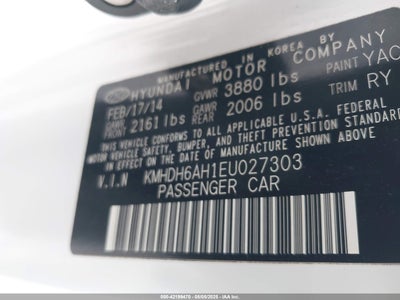 MANUFACTURED IN KOREA BY
HYUNDAI MOTOR COMPANY
FEB/17/14 GVWR 3880 lbs PAINT YAC
GAWR FRONT 2161 lbs GAWR REAR 2006 lbs TRIM RY
THIS VEHICLE CONFORMS TO ALL APPLICABLE U.S.A. FEDERAL
MOTOR VEHICLE SAFETY, BUMPER, AND THEFT PREVENTION STANDARDS
IN EFFECT ON THE DATE OF MANUFACTURE SHOWN ABOVE.
V.I.N KMHDH6AH1EU027303
PASSENGER CAR